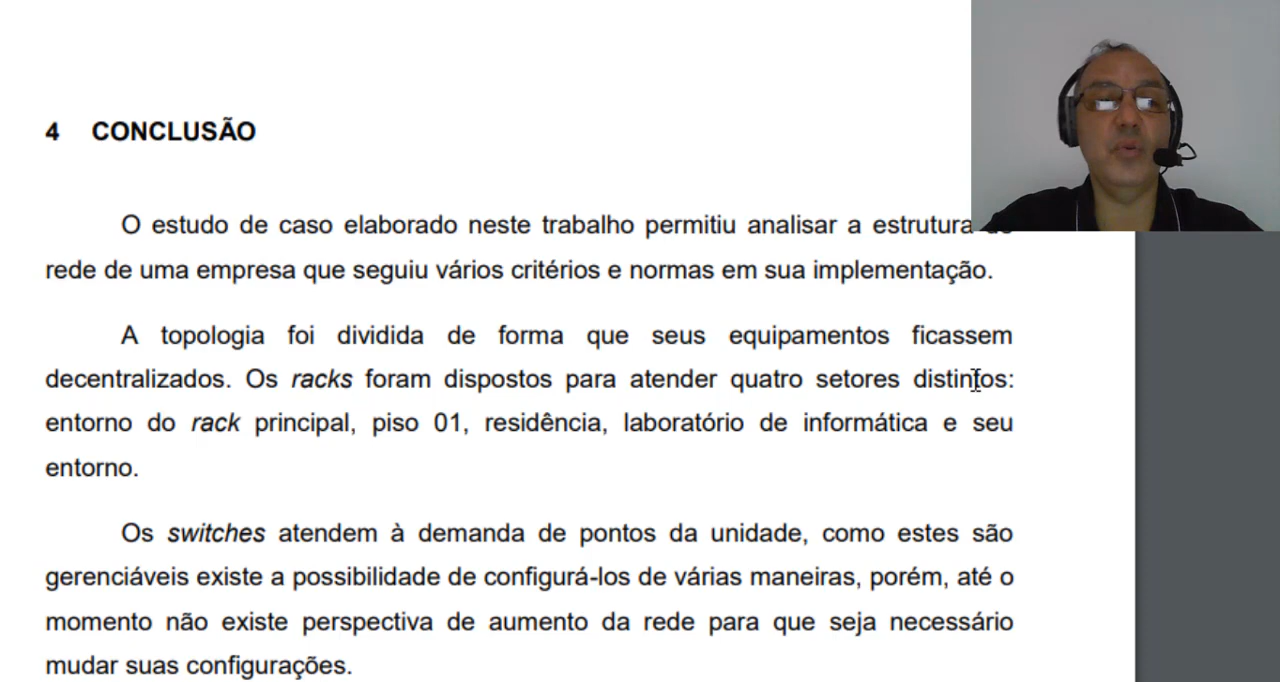 4 CONCLUSÃO
O estudo de caso elaborado neste trabalho permitiu analisar a estrutura
rede de uma empresa que seguiu vários critérios e normas em sua implementação.
A topologia foi dividida de forma que seus equipamentos ficassem
decentralizados. Os racks foram dispostos para atender quatro setores distintos:
entorno do rack principal, piso 01, residência, laboratório de informática e seu
entorno.
Os switches atendem à demanda de pontos da unidade, como estes são
gerenciáveis existe a possibilidade de configurá-los de várias maneiras, porém, até o
momento não existe perspectiva de aumento da rede para que seja necessário
mudar suas configurações.